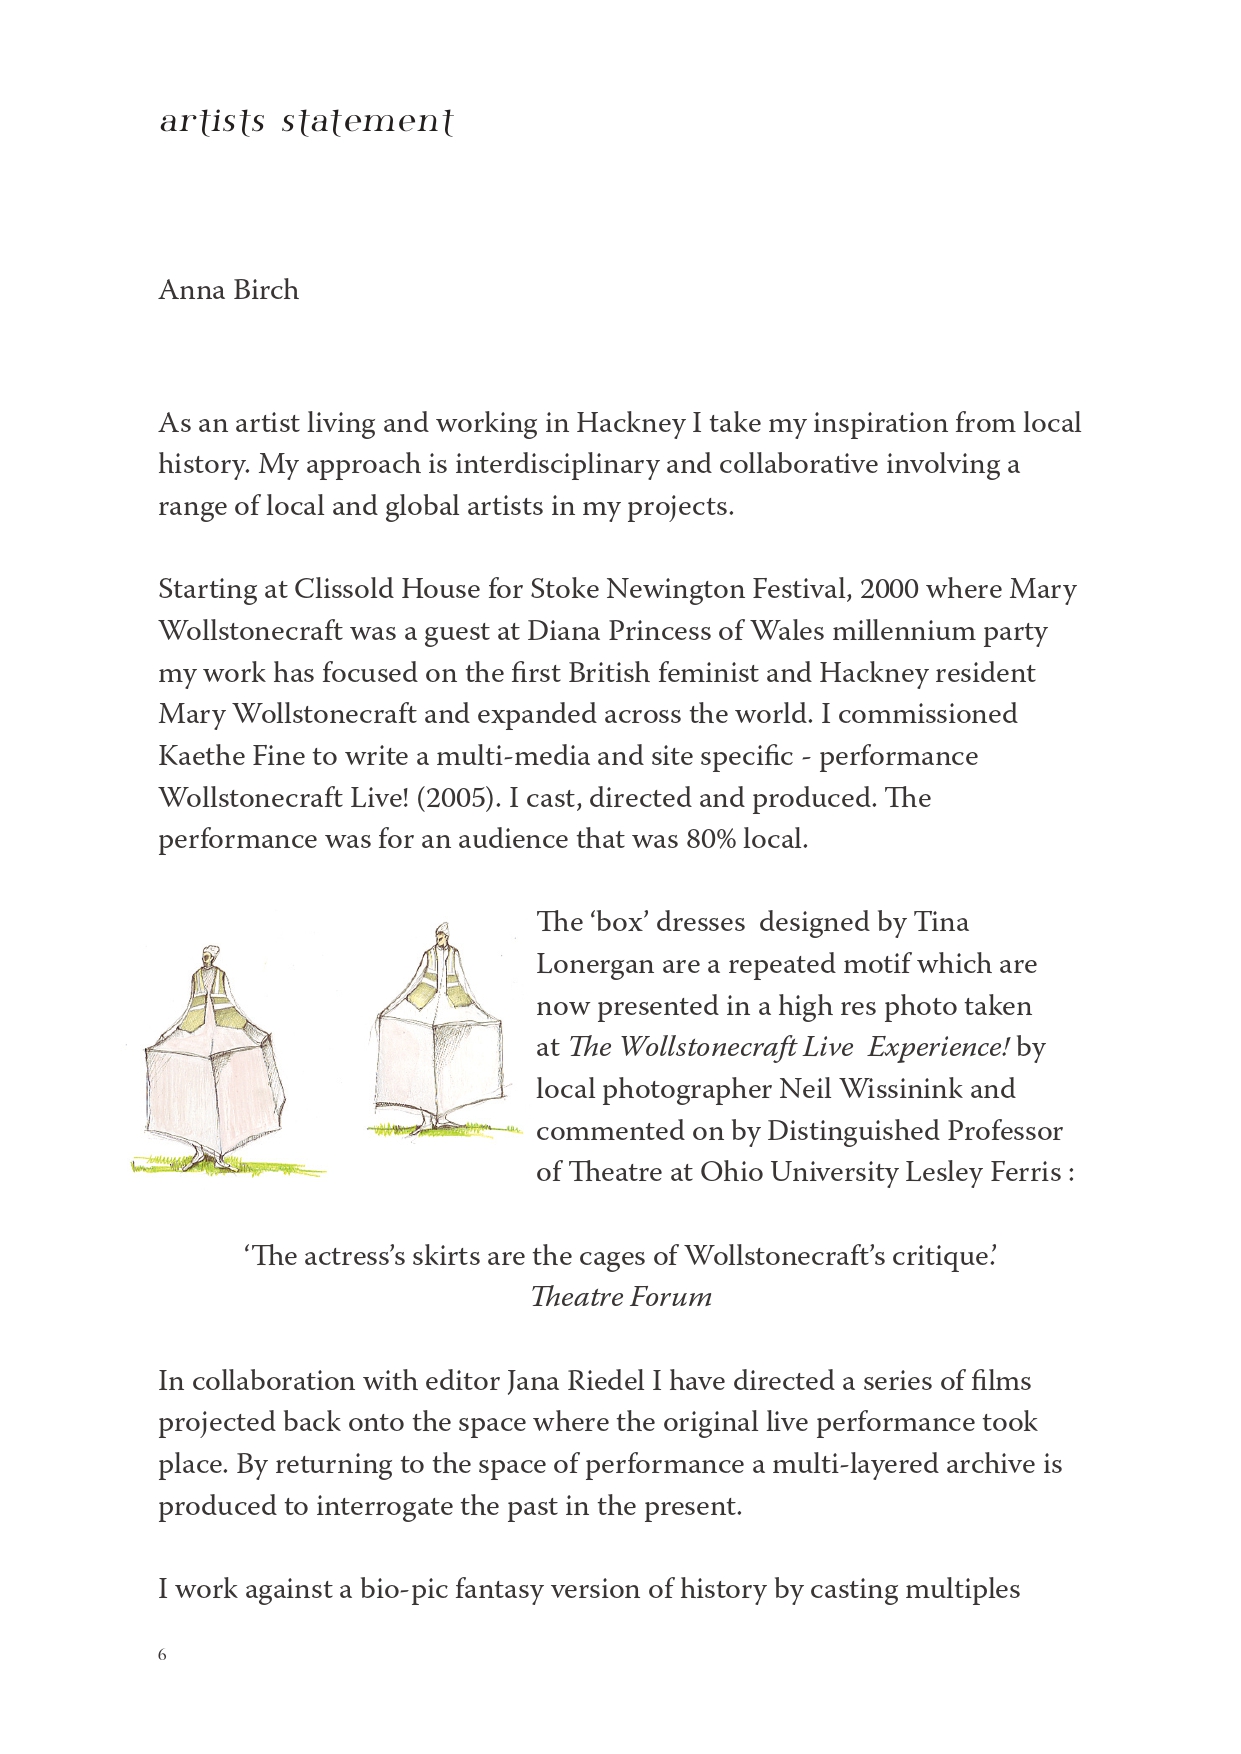 artists statement
Anna Birch
As an artist living and working in Hackney I take my inspiration from local
history. My approach is interdisciplinary and collaborative involving a
range of local and global artists in my projects.
Starting at Clissold House for Stoke Newington Festival, 2000 where Mary
Wollstonecraft was a guest at Diana Princess of Wales millennium party
my work has focused on the first British feminist and Hackney resident
Mary Wollstonecraft and expanded across the world. I commissioned
Kaethe Fine to write a multi-media and site specific - performance
Wollstonecraft Live! (2005). I cast, directed and produced. The
performance was for an audience that was 80% local.
The ‘box’ dresses  designed by Tina
Lonergan are a repeated motif which are
now presented in a high res photo taken
at The Wollstonecraft Live  Experience! by
local photographer Neil Wissinink and
commented on by Distinguished Professor
of Theatre at Ohio University Lesley Ferris :
‘The actress’s skirts are the cages of Wollstonecraft’s critique.’
Theatre Forum
In collaboration with editor Jana Riedel I have directed a series of films
projected back onto the space where the original live performance took
place. By returning to the space of performance a multi-layered archive is
produced to interrogate the past in the present.
I work against a bio-pic fantasy version of history by casting multiples
6